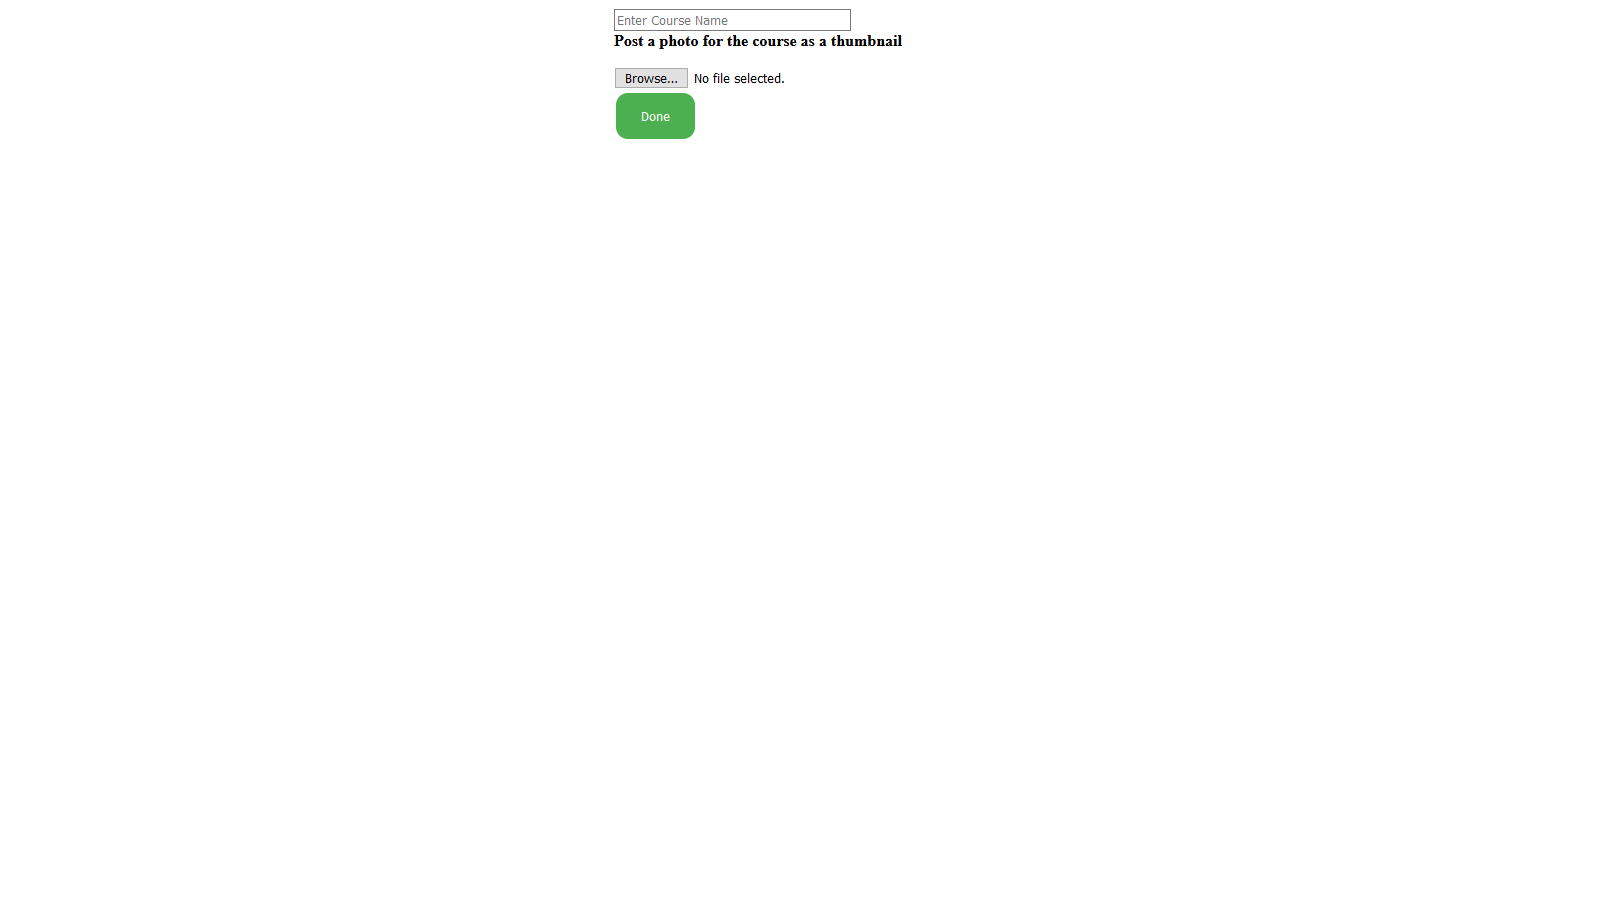 Enter Course Name
Post a photo for the course as a thumbnail
Browse... No file selected.
Done